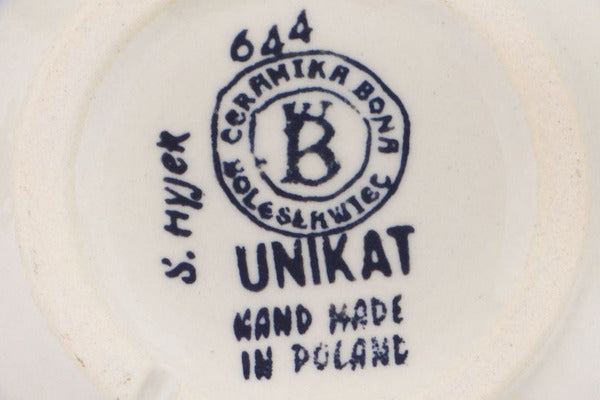 644
CERAMIKA BONA
B
BOLESŁAWIEC
S. Hyjek
UNIKAT
HAND MADE
IN POLAND